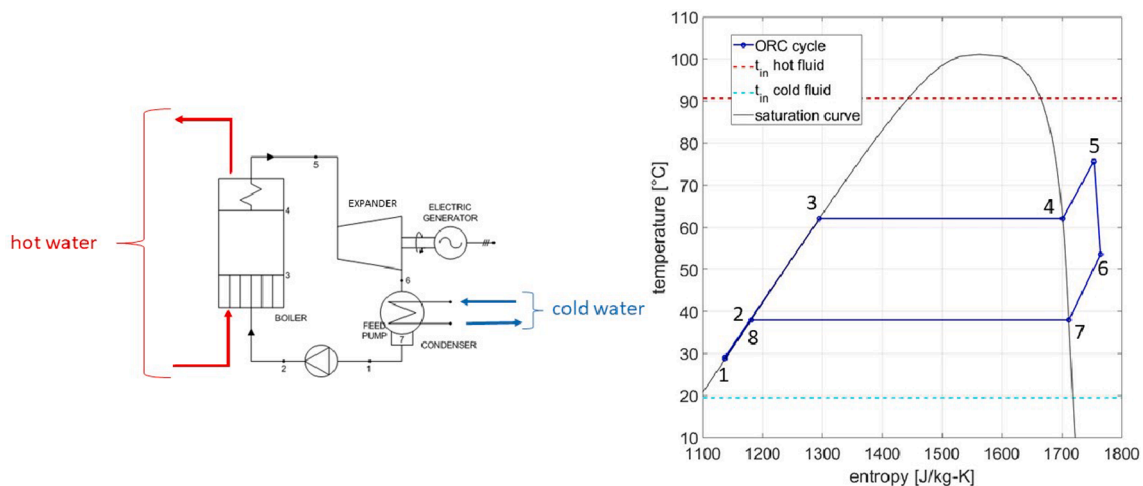 hot water
5
4
3
BOILER
2
1
EXPANDER
ELECTRIC
GENERATOR
6
FEED
PUMP
7
CONDENSER
cold water
temperature [°C]
110
100
90
80
70
60
50
40
30
20
10
ORC cycle
t_in hot fluid
t_in cold fluid
saturation curve
1
2
8
3
4
5
6
7
1100
1200
1300
1400
1500
1600
1700
1800
entropy [J/kg-K]